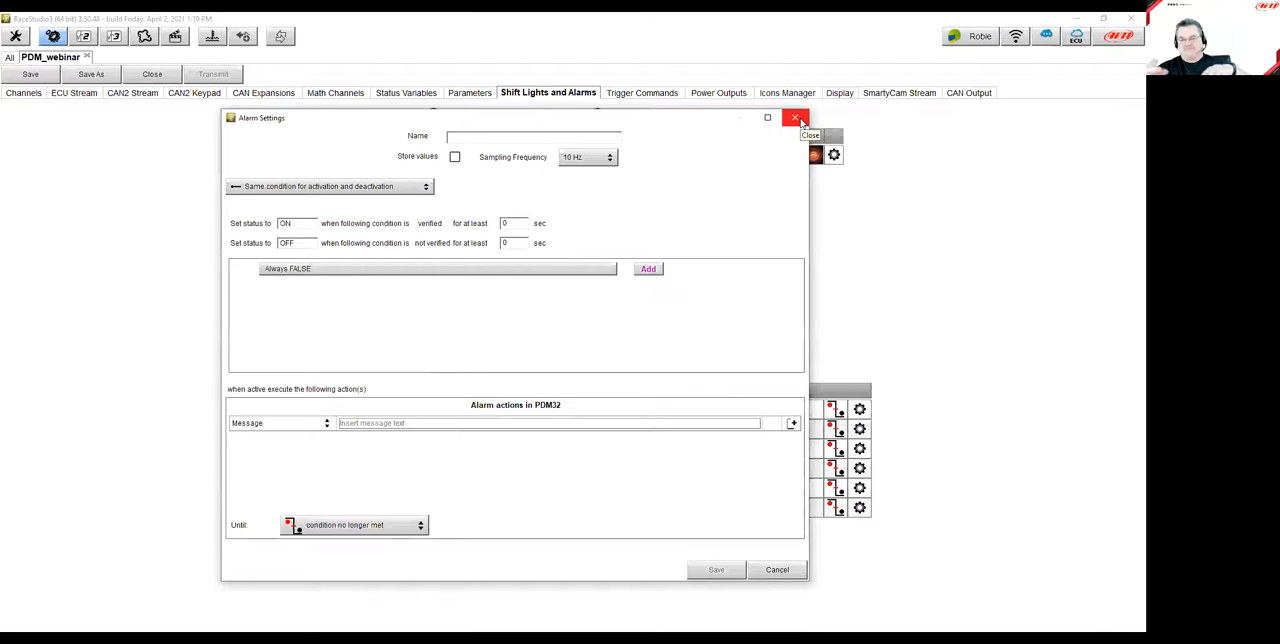 RaceStudio3 (64 bit) 3.50.48 - build Friday, April 2, 2021 1:10 PM
2 3 Robie ECU AiM
All PDM_webinar
Save Save As Close Transmit
Channels ECU Stream CAN2 Stream CAN2 Keypad CAN Expansions Math Channels Status Variables Parameters Shift Lights and Alarms Trigger Commands Power Outputs Icons Manager Display SmartyCam Stream CAN Output
Alarm Settings
Close
Name
Store values Sampling Frequency 10 Hz
Same condition for activation and deactivation
Set status to ON when following condition is verified for at least 0 sec
Set status to OFF when following condition is not verified for at least 0 sec
Always FALSE Add
when active execute the following action(s)
Alarm actions in PDM32
Message Insert message text
Until: condition no longer met
Save Cancel